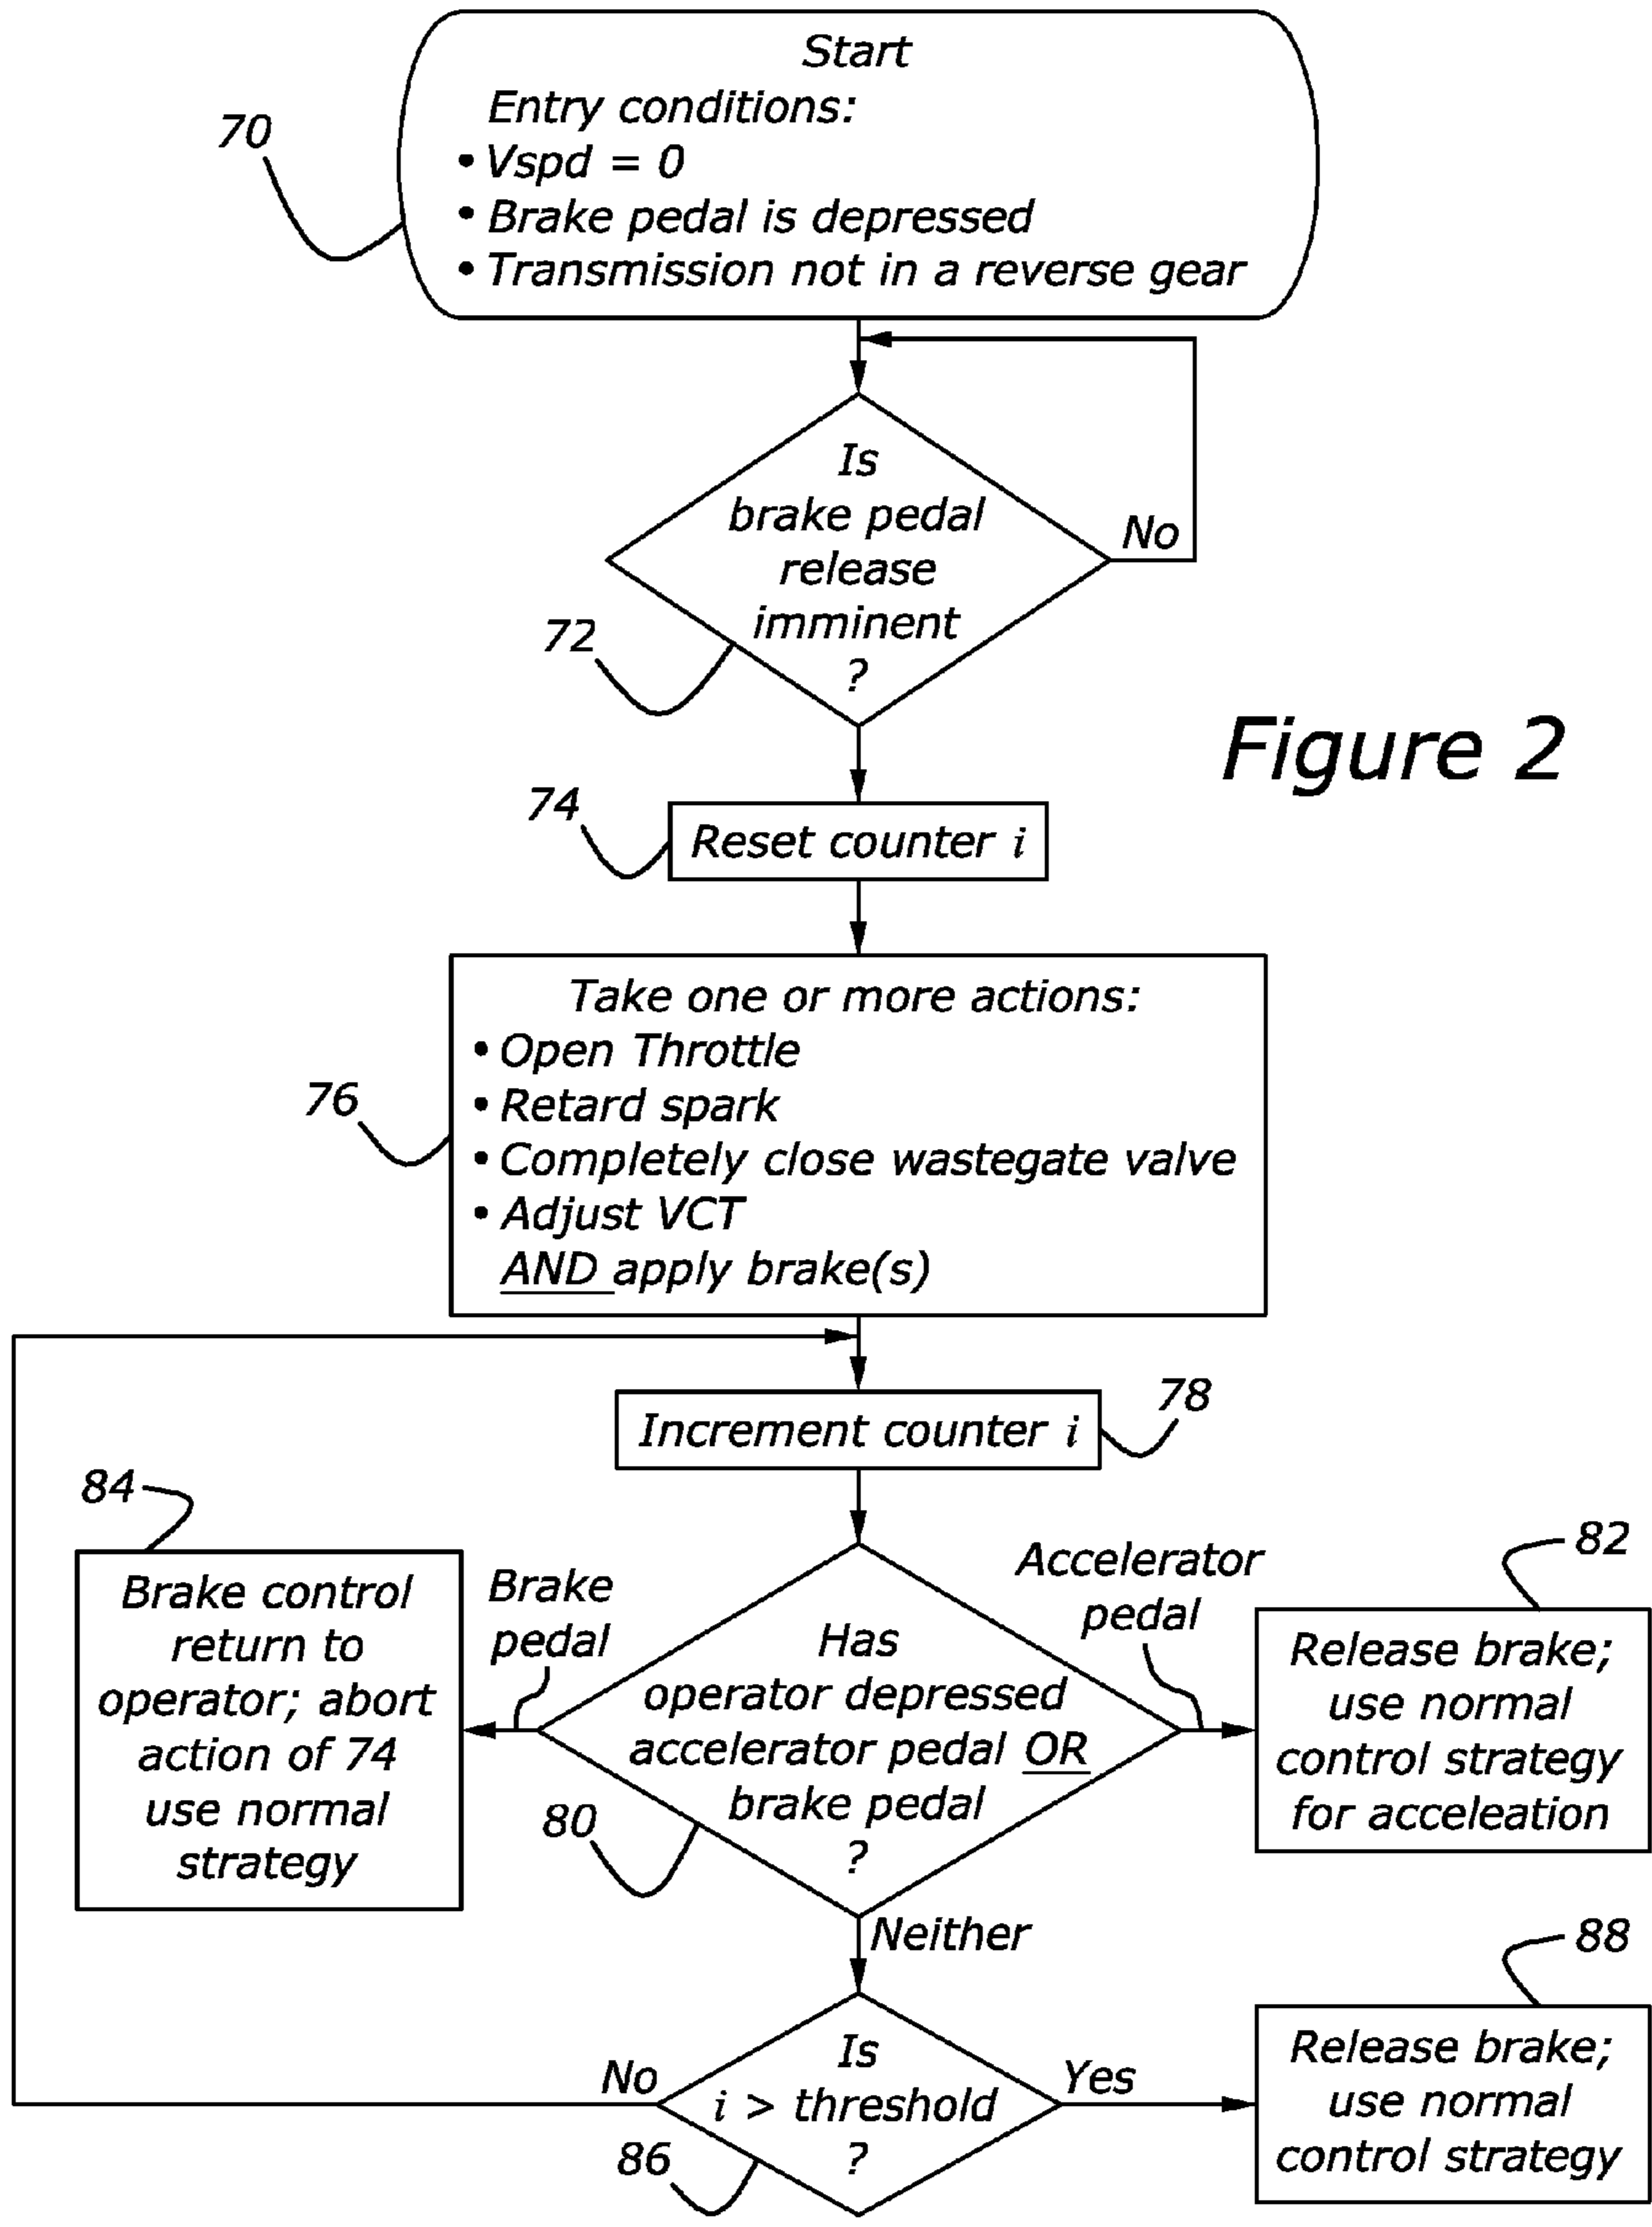 Start
Entry conditions:
70
• Vspd = 0
• Brake pedal is depressed
• Transmission not in a reverse gear
Is
brake pedal
release
imminent
?
No
72
Figure 2
74
Reset counter i
Take one or more actions:
• Open Throttle
• Retard spark
• Completely close wastegate valve
• Adjust VCT
AND apply brake(s)
76
Increment counter i
78
84
Brake control
return to
operator; abort
action of 74
use normal
strategy
Brake
pedal
Has
operator depressed
accelerator pedal OR
brake pedal
?
80
Accelerator
pedal
82
Release brake;
use normal
control strategy
for acceleation
Neither
Is
i > threshold
?
No
Yes
86
88
Release brake;
use normal
control strategy